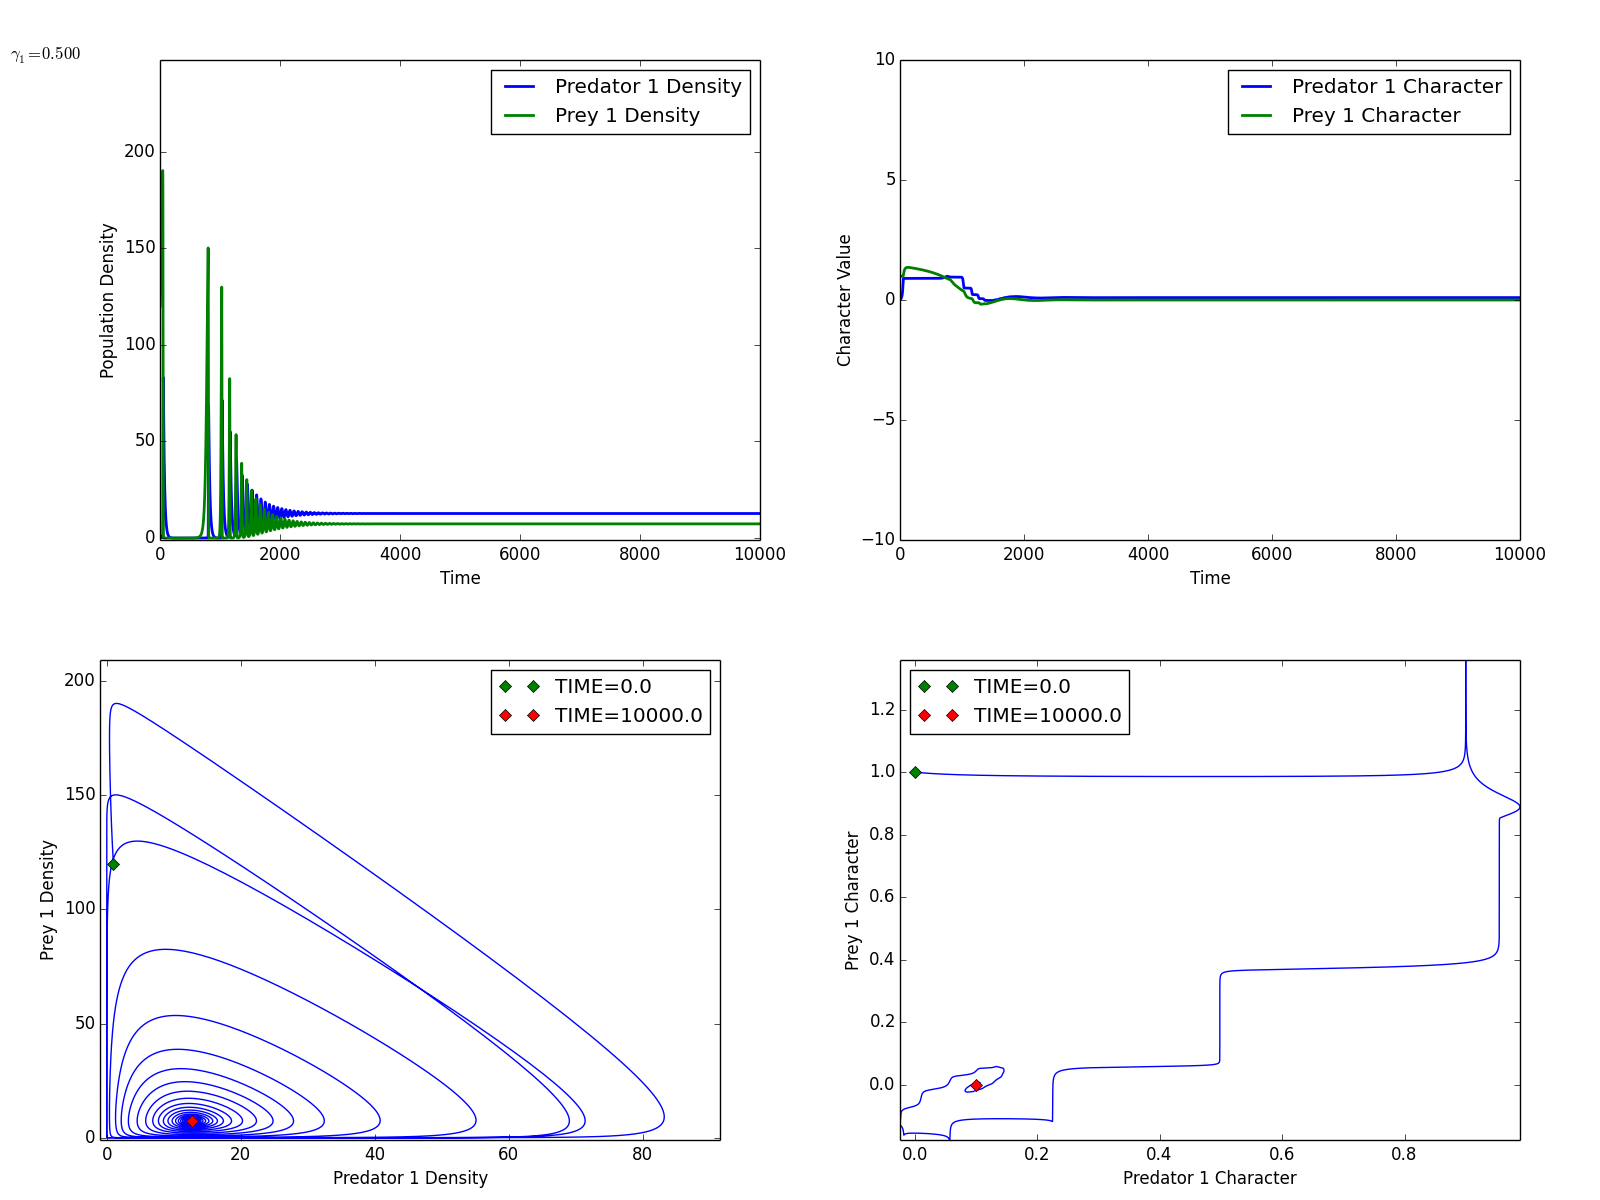 γ₁=0.500
Predator 1 Density
Prey 1 Density
200
150
100
50
0
Population Density
0 2000 4000 6000 8000 10000
Time
Predator 1 Character
Prey 1 Character
10
5
0
−5
−10
Character Value
0 2000 4000 6000 8000 10000
Time
TIME=0.0
TIME=10000.0
200
150
100
50
0
Prey 1 Density
0 20 40 60 80
Predator 1 Density
TIME=0.0
TIME=10000.0
1.2
1.0
0.8
0.6
0.4
0.2
0.0
Prey 1 Character
0.0 0.2 0.4 0.6 0.8
Predator 1 Character